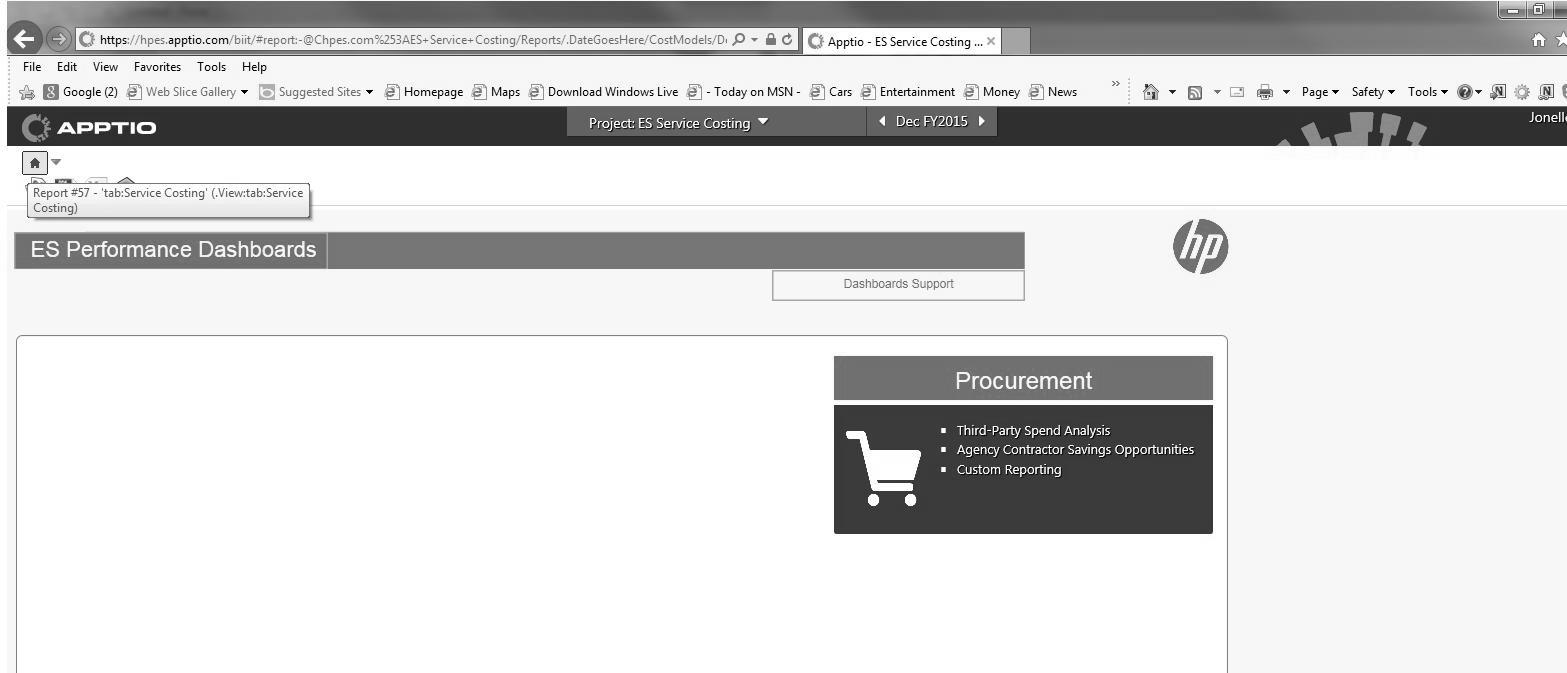 https://hpes.apptio.com/biit/#report:-@Chpes.com%253AES+Service+Costing/Reports/.DateGoesHere/CostModels/D
Apptio - ES Service Costing ...
File Edit View Favorites Tools Help
Google (2) Web Slice Gallery Suggested Sites Homepage Maps Download Windows Live - Today on MSN - Cars Entertainment Money News » Page Safety Tools
APPTIO
Project: ES Service Costing
Dec FY2015
Jonelle
Report #57 - 'tab:Service Costing' (.View:tab:Service
Costing)
ES Performance Dashboards
hp
Dashboards Support
Procurement
▪ Third-Party Spend Analysis
▪ Agency Contractor Savings Opportunities
▪ Custom Reporting